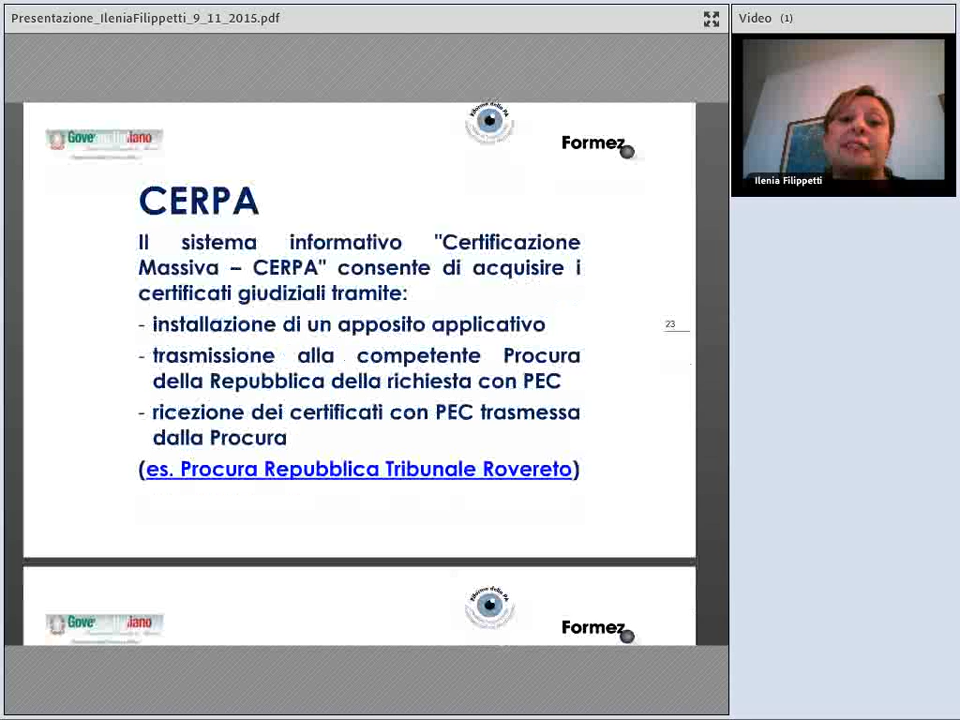 Presentazione_IleniaFilippetti_9_11_2015.pdf
Video (1)
Ilenia Filippetti
Formez
CERPA
Il sistema informativo "Certificazione
Massiva – CERPA" consente di acquisire i
certificati giudiziali tramite:
- installazione di un apposito applicativo
23
- trasmissione alla competente Procura
della Repubblica della richiesta con PEC
- ricezione dei certificati con PEC trasmessa
dalla Procura
(es. Procura Repubblica Tribunale Rovereto)
Formez